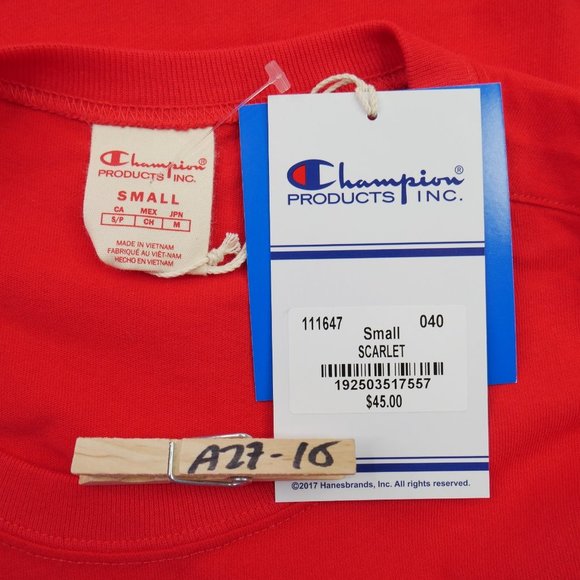 Champion®
PRODUCTS INC.
SMALL
CA MEX JPN
S/P CH M
MADE IN VIETNAM
FABRIQUÉ AU VIÊT-NAM
HECHO EN VIETNAM
Champion®
PRODUCTS INC.
111647 Small 040
SCARLET
192503517557
$45.00
©2017 Hanesbrands, Inc. All rights reserved.
A27-16